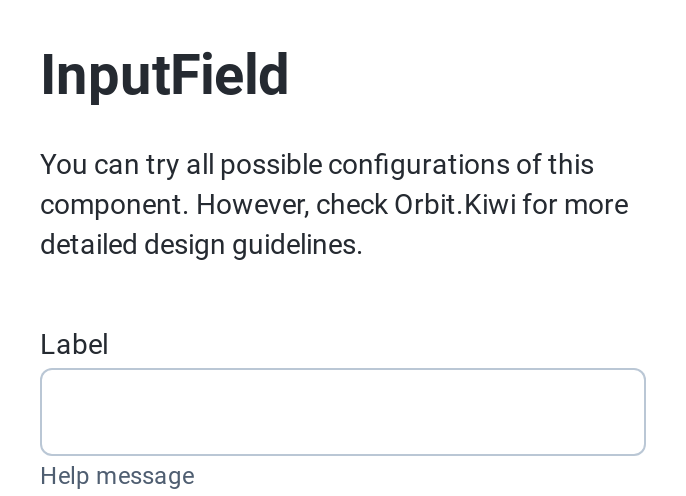 InputField
You can try all possible configurations of this
component. However, check Orbit.Kiwi for more
detailed design guidelines.
Label
Help message